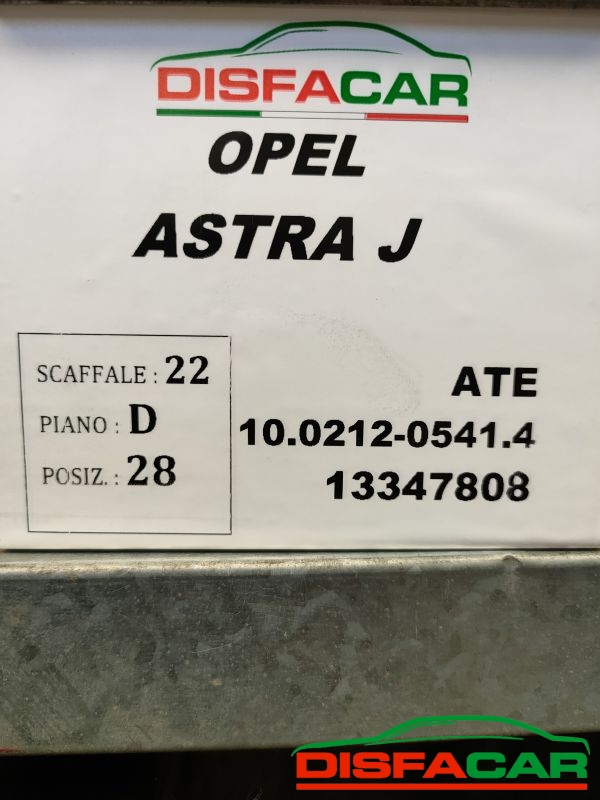 DISFACAR
OPEL
ASTRA J
SCAFFALE : 22
PIANO : D
POSIZ. : 28
ATE
10.0212-0541.4
13347808
DISFACAR